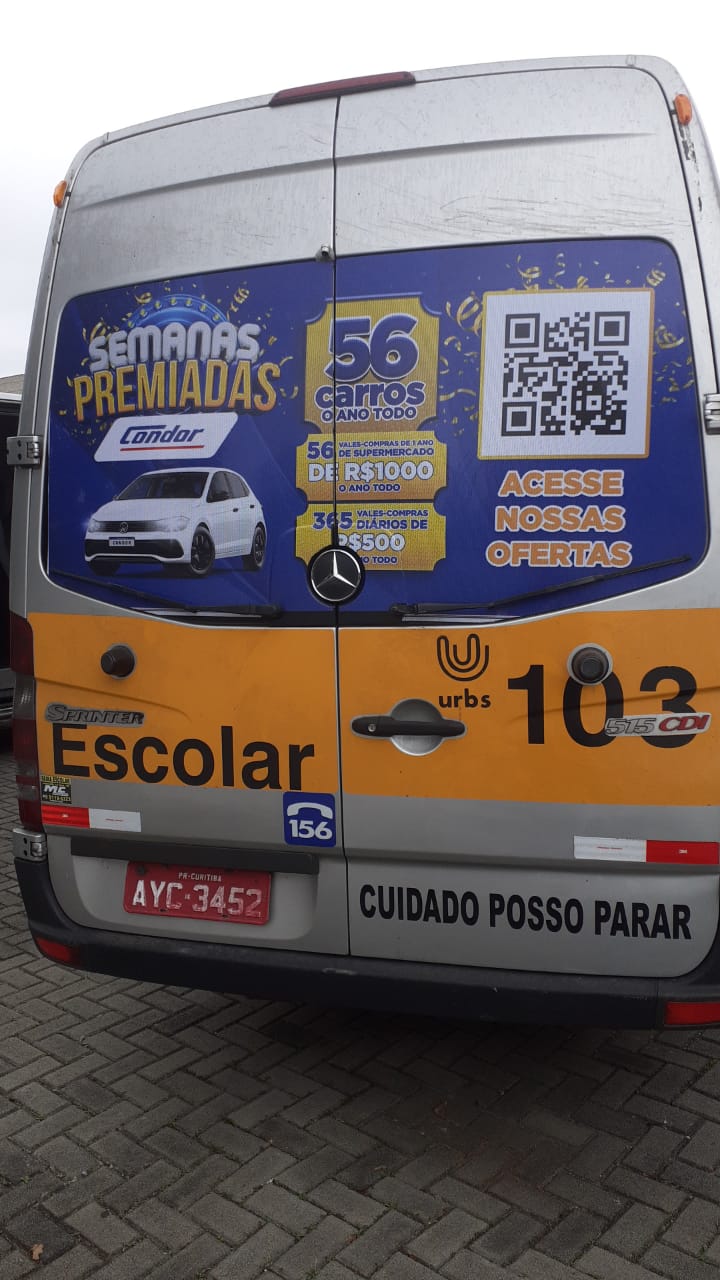 SEMANAS
PREMIADAS
Condor
CONDOR
56
carros
O ANO TODO
56 VALES-COMPRAS DE 1 ANO
DE SUPERMERCADO
DE R$1000
O ANO TODO
365 VALES-COMPRAS
DIÁRIOS DE
R$500
O TODO
ACESSE
NOSSAS
OFERTAS
urbs
103
SPRINTER
515 CDI
Escolar
156
PR-CURITIBA
AYC 3452
CUIDADO POSSO PARAR